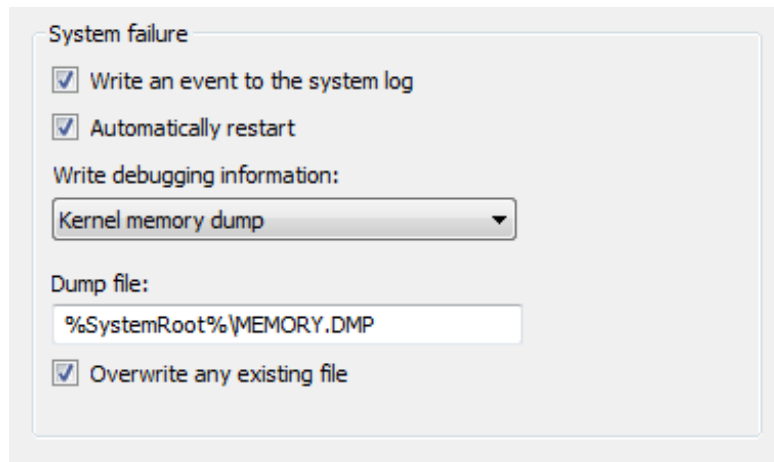 System failure
Write an event to the system log
Automatically restart
Write debugging information:
Kernel memory dump
Dump file:
%SystemRoot%\MEMORY.DMP
Overwrite any existing file